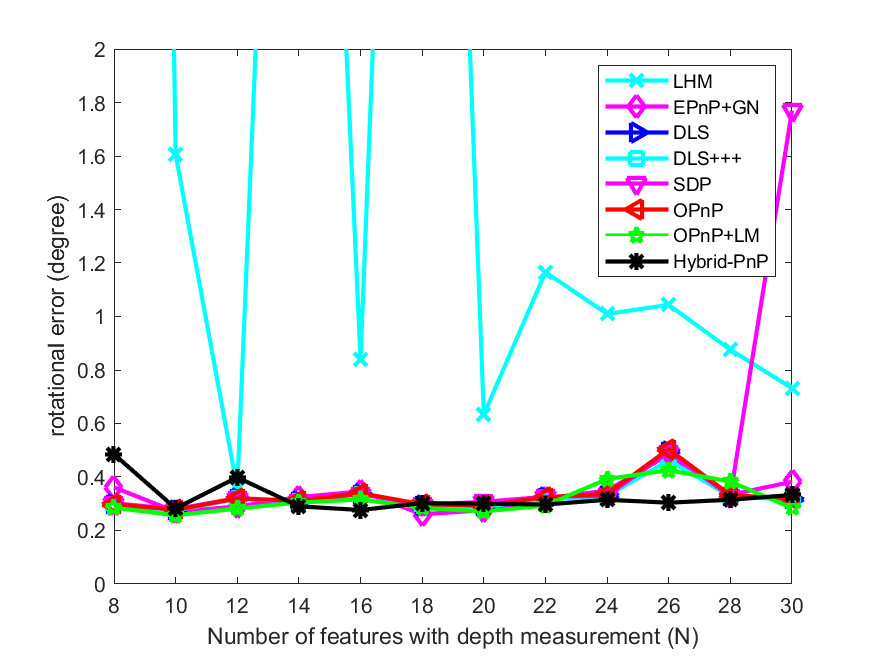 2
1.8
1.6
1.4
1.2
1
0.8
0.6
0.4
0.2
0
rotational error (degree)
LHM
EPnP+GN
DLS
DLS+++
SDP
OPnP
OPnP+LM
Hybrid-PnP
8 10 12 14 16 18 20 22 24 26 28 30
Number of features with depth measurement (N)